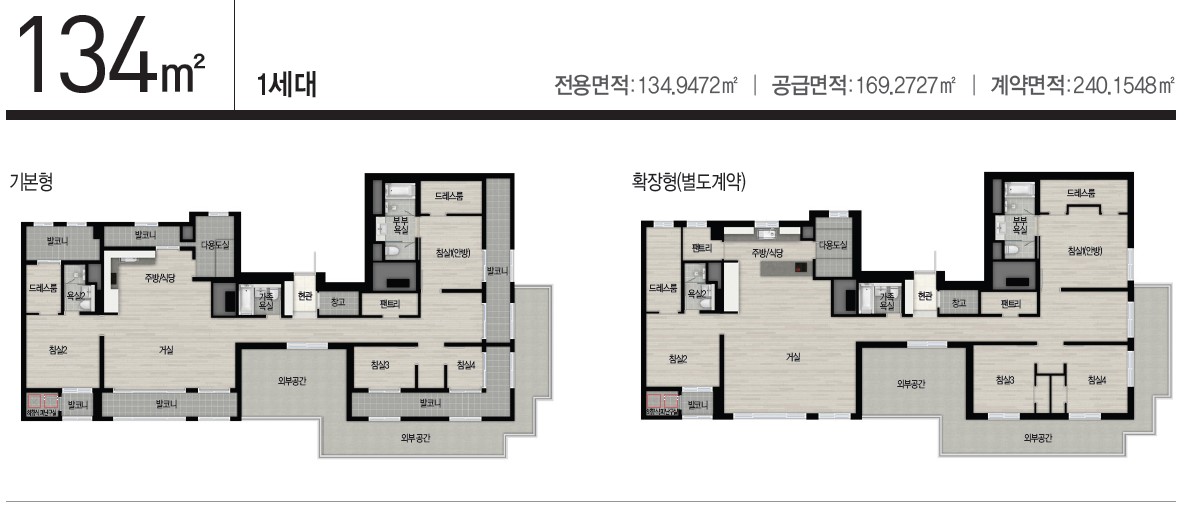 134m²
1세대
전용면적:134.9472㎡ | 공급면적:169.2727㎡ | 계약면적:240.1548㎡
기본형
드레스룸
부부
욕실
침실1(안방)
발코니
발코니
발코니
다용도실
주방/식당
드레스룸
욕실2
가족
욕실
현관
창고
팬트리
침실2
거실
외부공간
침실3
침실4
발코니
발코니
발코니
외부공간
확장형(별도계약)
드레스룸
부부
욕실
침실1(안방)
팬트리
주방/식당
다용도실
드레스룸
욕실2
가족
욕실
현관
창고
팬트리
침실2
거실
외부공간
침실3
침실4
발코니
외부공간